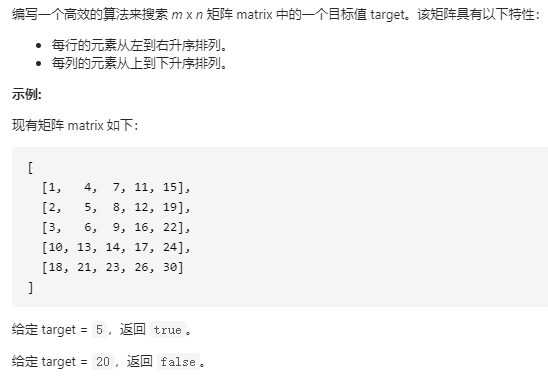 编写一个高效的算法来搜索 m x n 矩阵 matrix 中的一个目标值 target。该矩阵具有以下特性：
• 每行的元素从左到右升序排列。
• 每列的元素从上到下升序排列。
示例:
现有矩阵 matrix 如下：
[
[1,   4,  7, 11, 15],
[2,   5,  8, 12, 19],
[3,   6,  9, 16, 22],
[10, 13, 14, 17, 24],
[18, 21, 23, 26, 30]
]
给定 target = 5，返回 true。
给定 target = 20，返回 false。